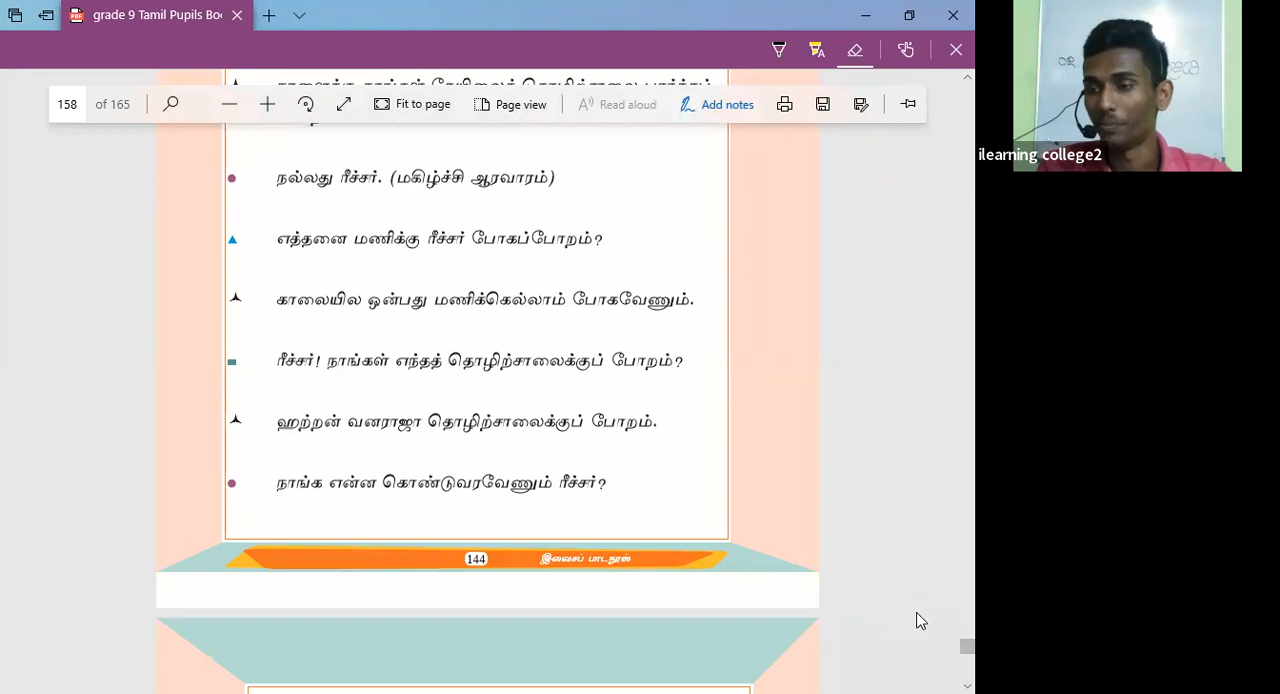 grade 9 Tamil Pupils Boo
158 of 165
Fit to page
Page view
Read aloud
Add notes
நல்லது ரீச்சர். (மகிழ்ச்சி ஆரவாரம்)
எத்தனை மணிக்கு ரீச்சர் போகப்போறம்?
காலையில ஒன்பது மணிக்கெல்லாம் போகவேணும்.
ரீச்சர்! நாங்கள் எந்தத் தொழிற்சாலைக்குப் போறம்?
ஹற்றன் வனராஜா தொழிற்சாலைக்குப் போறம்.
நாங்க என்ன கொண்டுவரவேணும் ரீச்சர்?
144 இலவசப் பாடநூல்
OR
ilearning college2